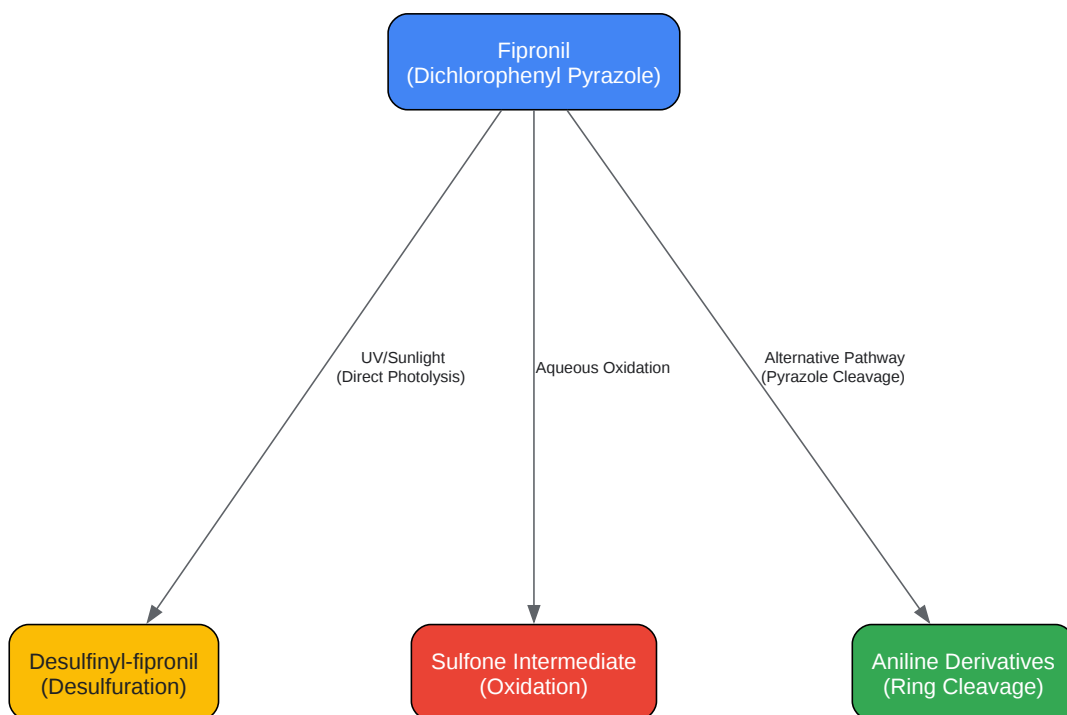 Fipronil
(Dichlorophenyl Pyrazole)
UV/Sunlight
(Direct Photolysis)
Aqueous Oxidation
Alternative Pathway
(Pyrazole Cleavage)
Desulfinyl-fipronil
(Desulfuration)
Sulfone Intermediate
(Oxidation)
Aniline Derivatives
(Ring Cleavage)